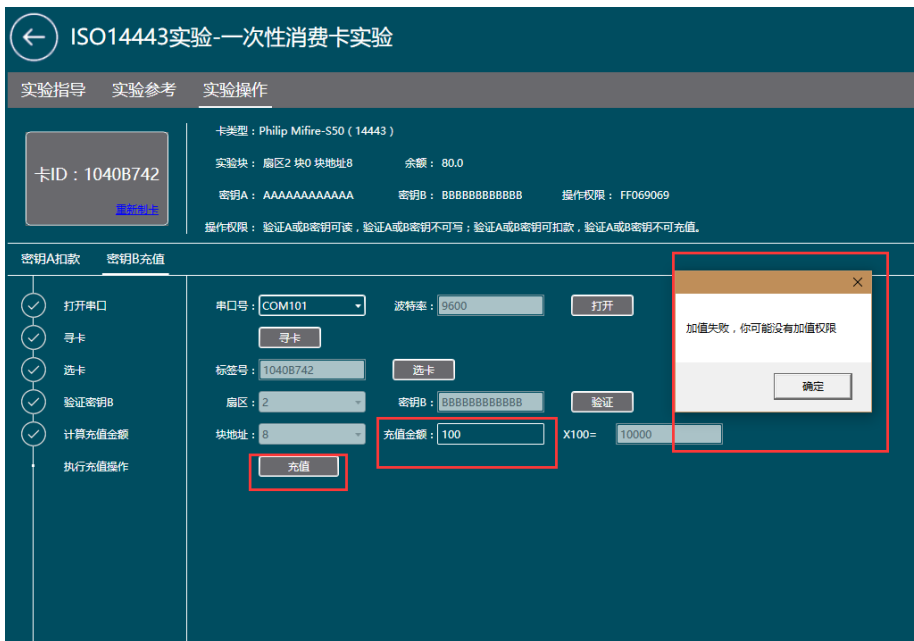 ISO14443实验-一次性消费卡实验
实验指导 实验参考 实验操作
卡类型：Philip Mifire-S50（14443）
卡ID：1040B742
重新制卡
实验块： 扇区2 块0 块地址8 余额： 80.0
密钥A： AAAAAAAAAAAA 密钥B： BBBBBBBBBBBB 操作权限： FF069069
操作权限： 验证A或B密钥可读，验证A或B密钥不可写；验证A或B密钥可扣款，验证A或B密钥不可充值。
密钥A扣款 密钥B充值
打开串口 串口号： COM101 波特率： 9600 打开
寻卡 寻卡
选卡 标签号： 1040B742 选卡
验证密钥B 扇区： 2 密钥B： BBBBBBBBBBBB 验证
计算充值金额 块地址： 8 充值金额： 100 X100= 10000
执行充值操作 充值
加值失败，你可能没有加值权限
确定